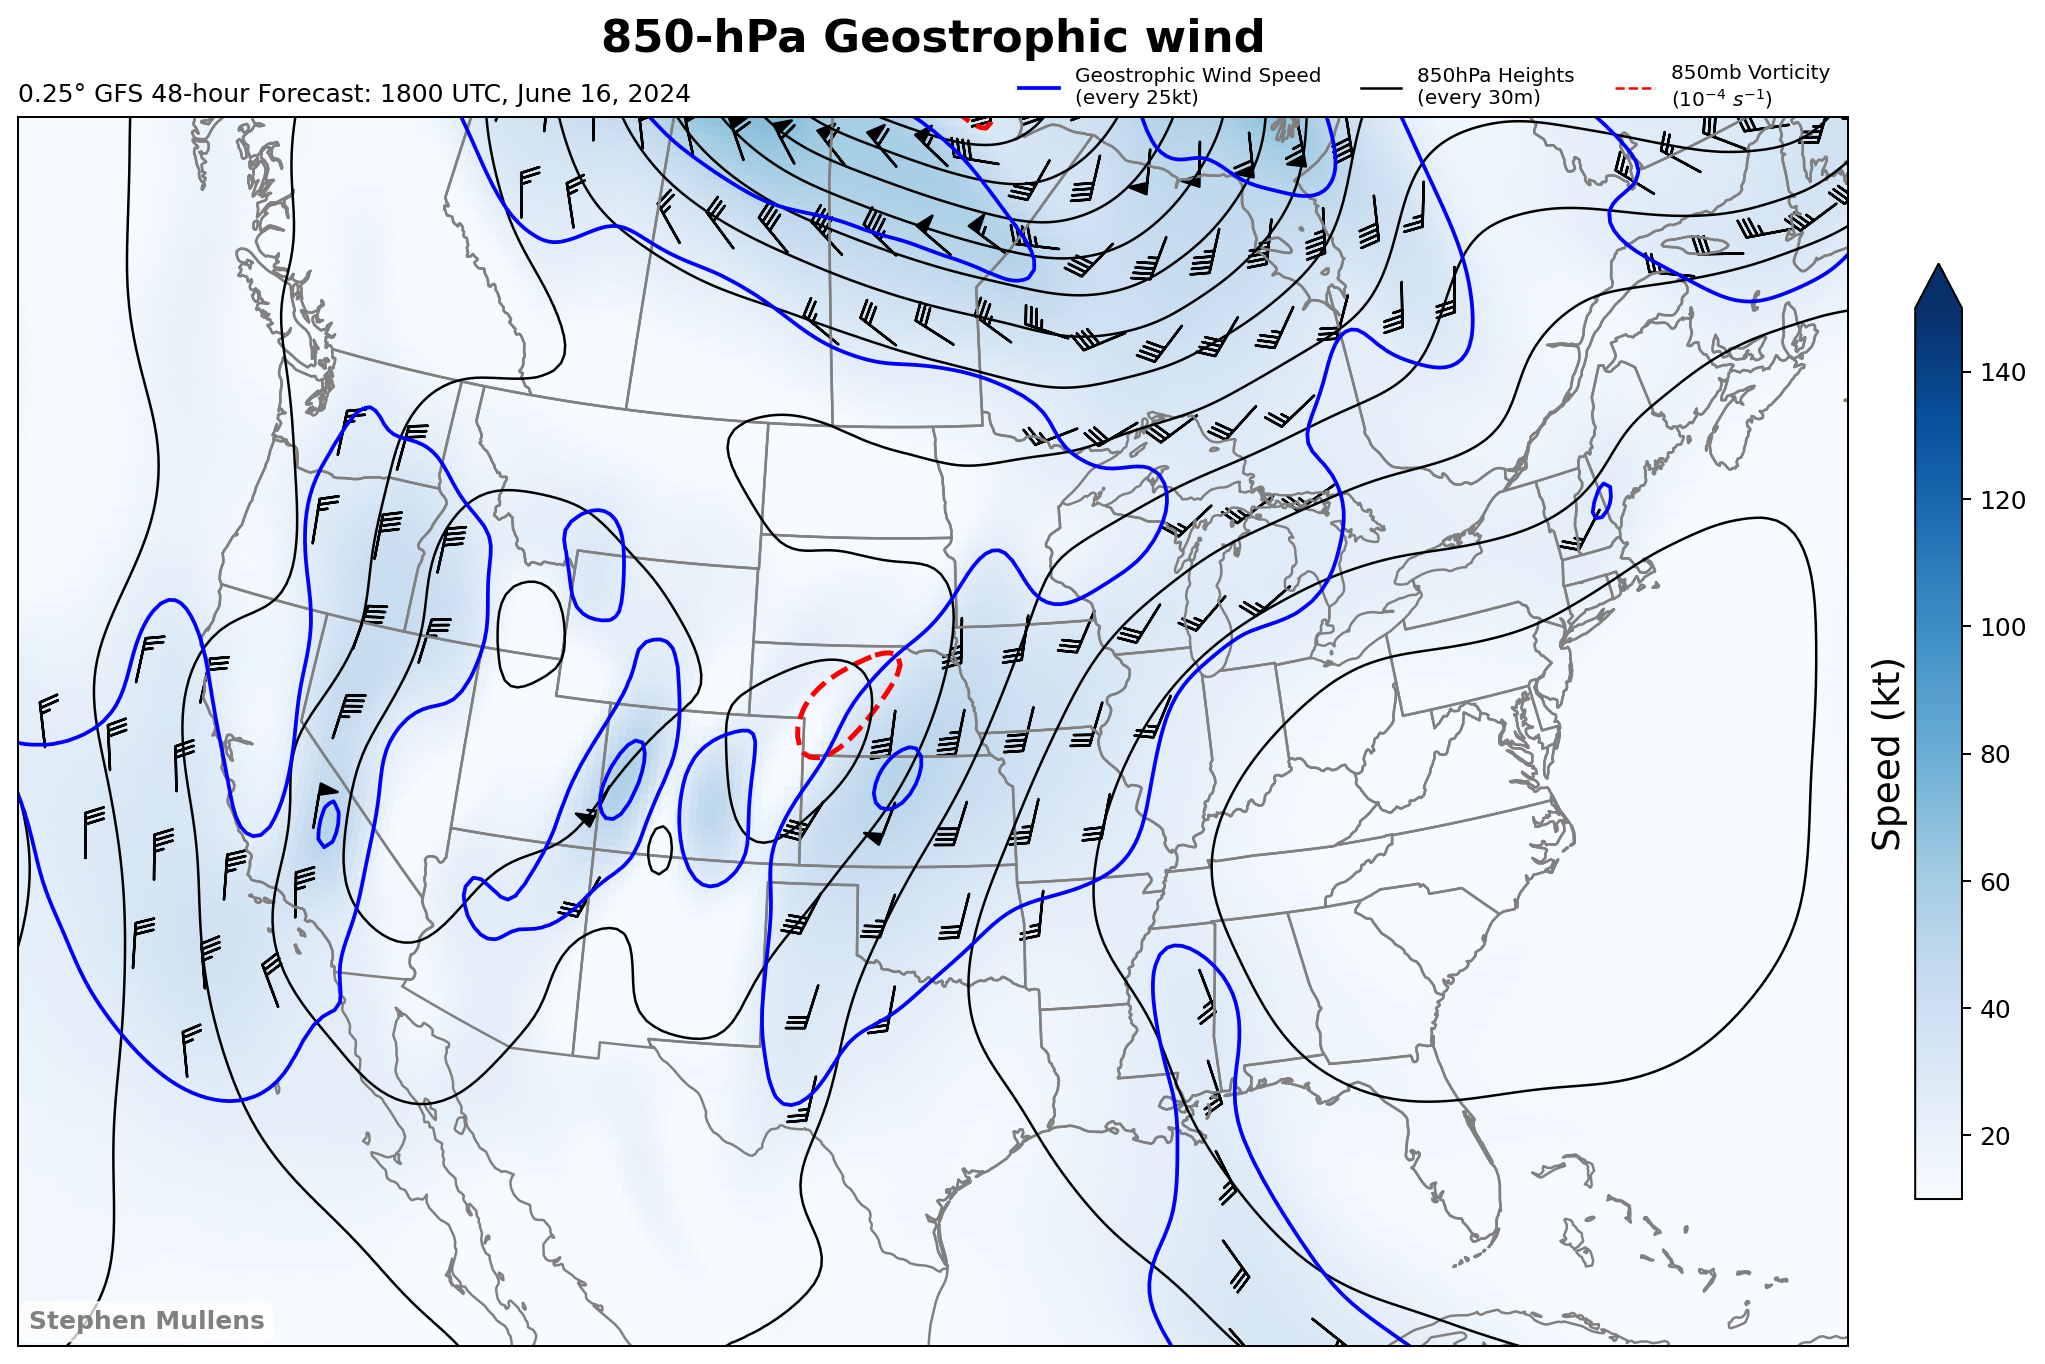 850-hPa Geostrophic wind
0.25° GFS 48-hour Forecast: 1800 UTC, June 16, 2024
Geostrophic Wind Speed
(every 25kt)
850hPa Heights
(every 30m)
850mb Vorticity
(10⁻⁴ s⁻¹)
140
120
100
80
60
40
20
Speed (kt)
Stephen Mullens